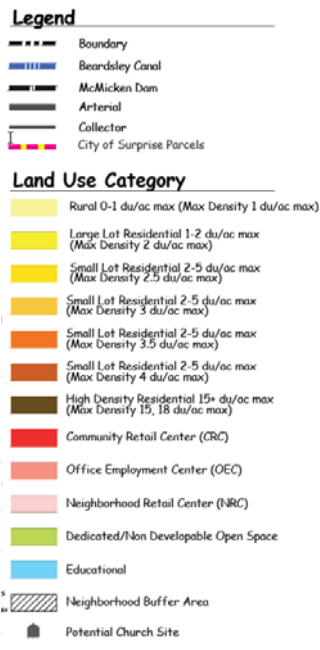 Legend
Boundary
Beardsley Canal
McMicken Dam
Arterial
Collector
City of Surprise Parcels
Land Use Category
Rural 0-1 du/ac max (Max Density 1 du/ac max)
Large Lot Residential 1-2 du/ac max
(Max Density 2 du/ac max)
Small Lot Residential 2-5 du/ac max
(Max Density 2.5 du/ac max)
Small Lot Residential 2-5 du/ac max
(Max Density 3 du/ac max)
Small Lot Residential 2-5 du/ac max
(Max Density 3.5 du/ac max)
Small Lot Residential 2-5 du/ac max
(Max Density 4 du/ac max)
High Density Residential 15+ du/ac max
(Max Density 15, 18 du/ac max)
Community Retail Center (CRC)
Office Employment Center (OEC)
Neighborhood Retail Center (NRC)
Dedicated/Non Developable Open Space
Educational
Neighborhood Buffer Area
Potential Church Site